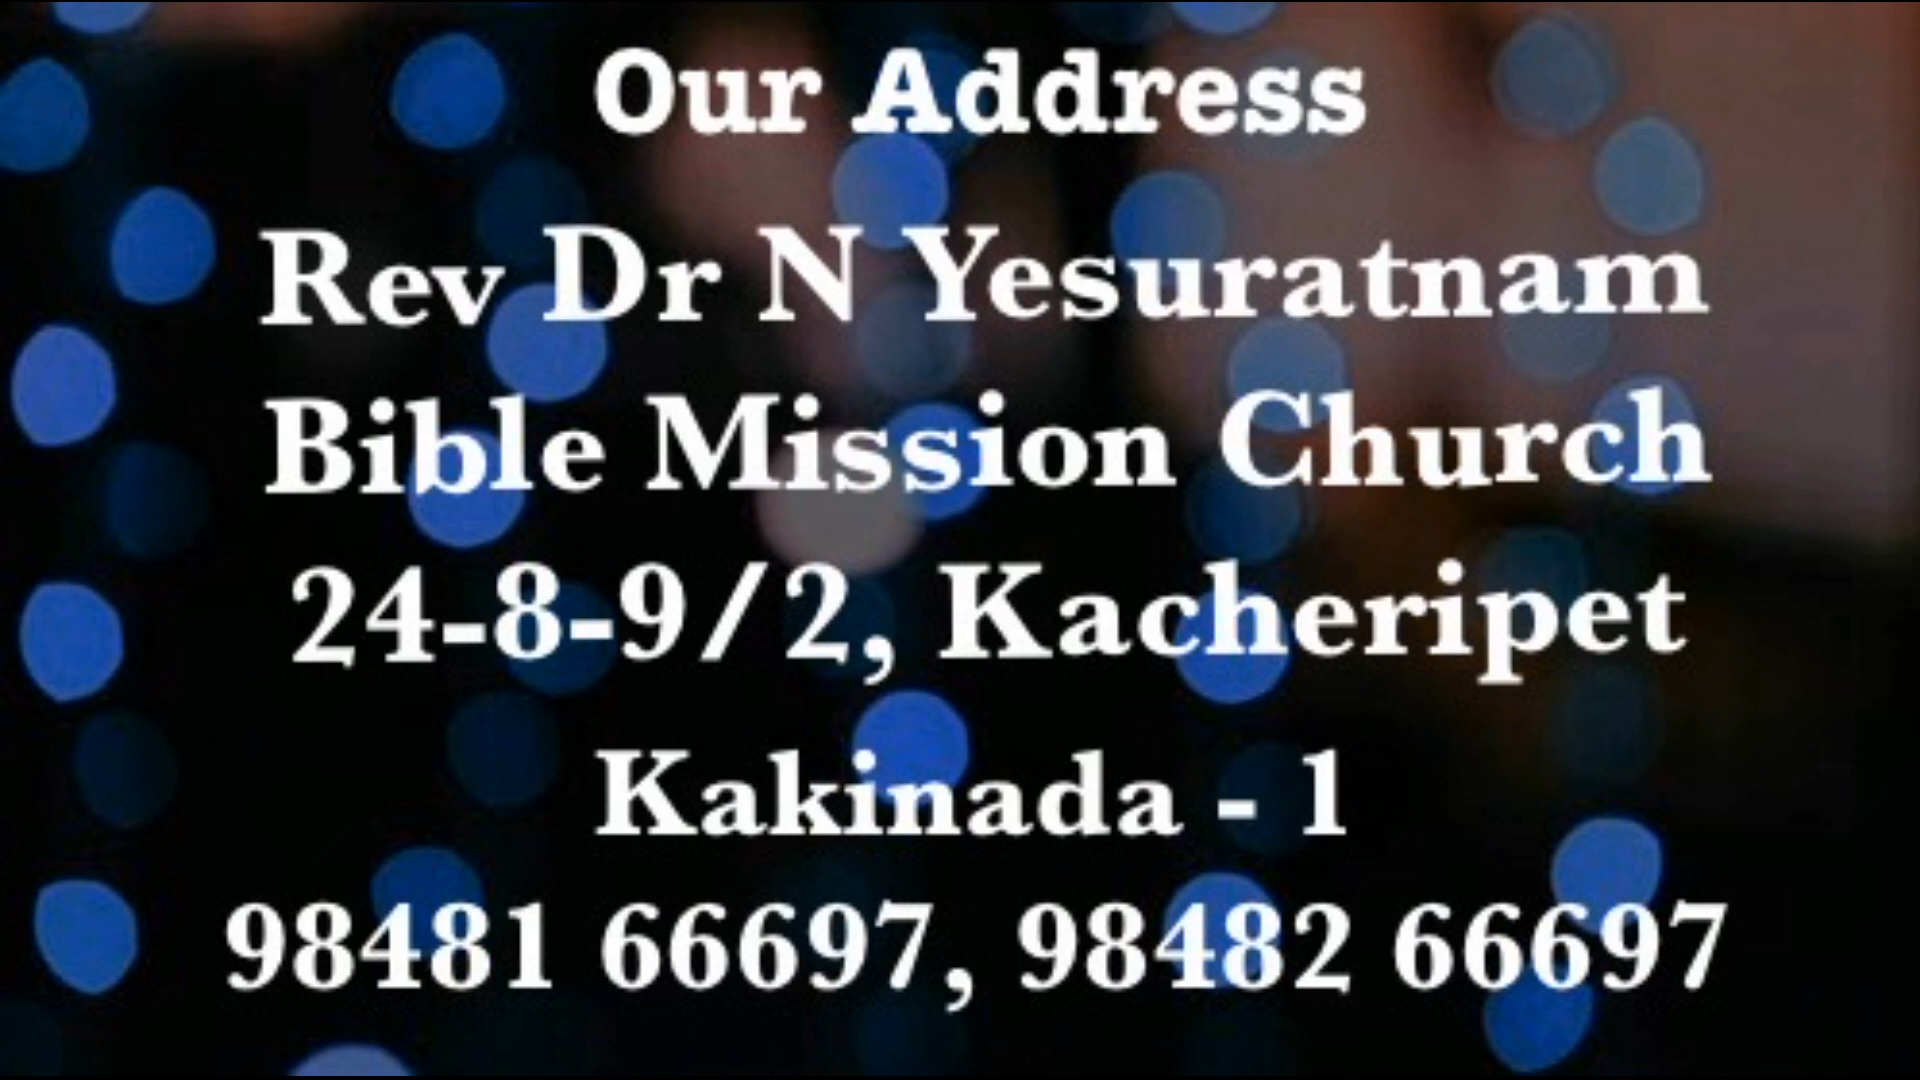 Our Address
Rev Dr N Yesuratnam
Bible Mission Church
24-8-9/2, Kacheripet
Kakinada - 1
98481 66697, 98482 66697